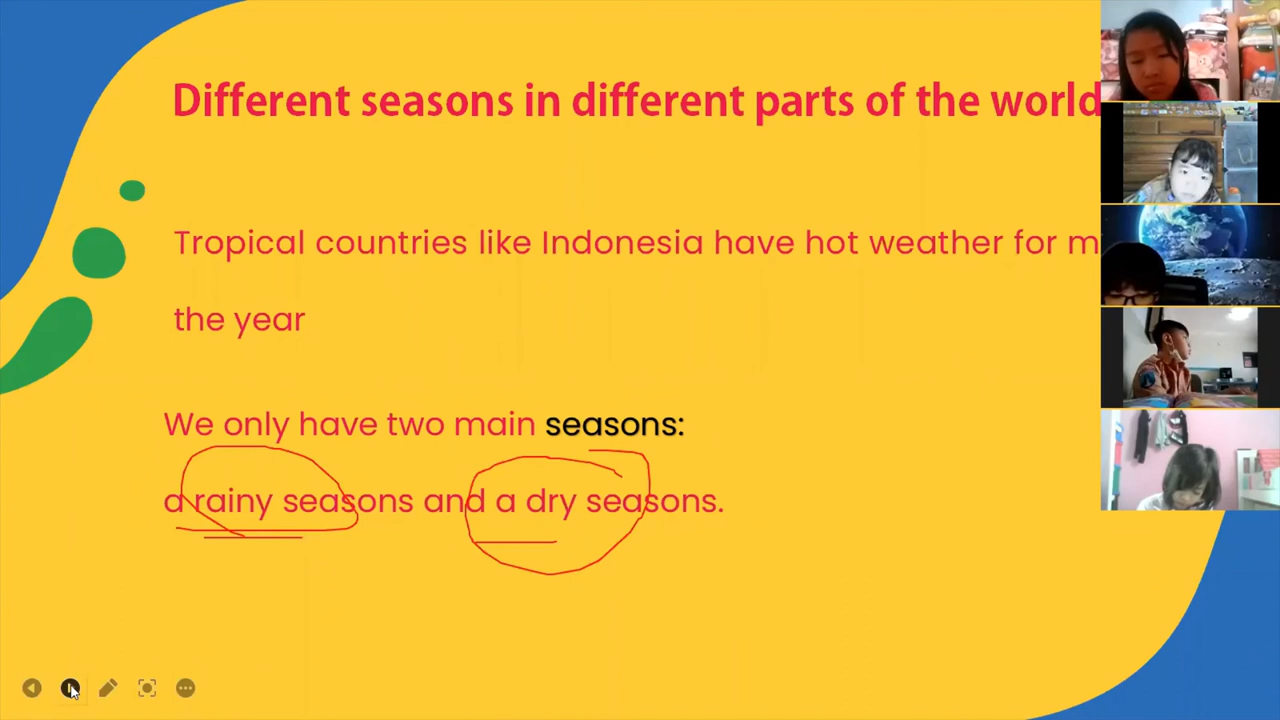 Different seasons in different parts of the world
Tropical countries like Indonesia have hot weather for m
the year
We only have two main seasons:
a rainy seasons and a dry seasons.